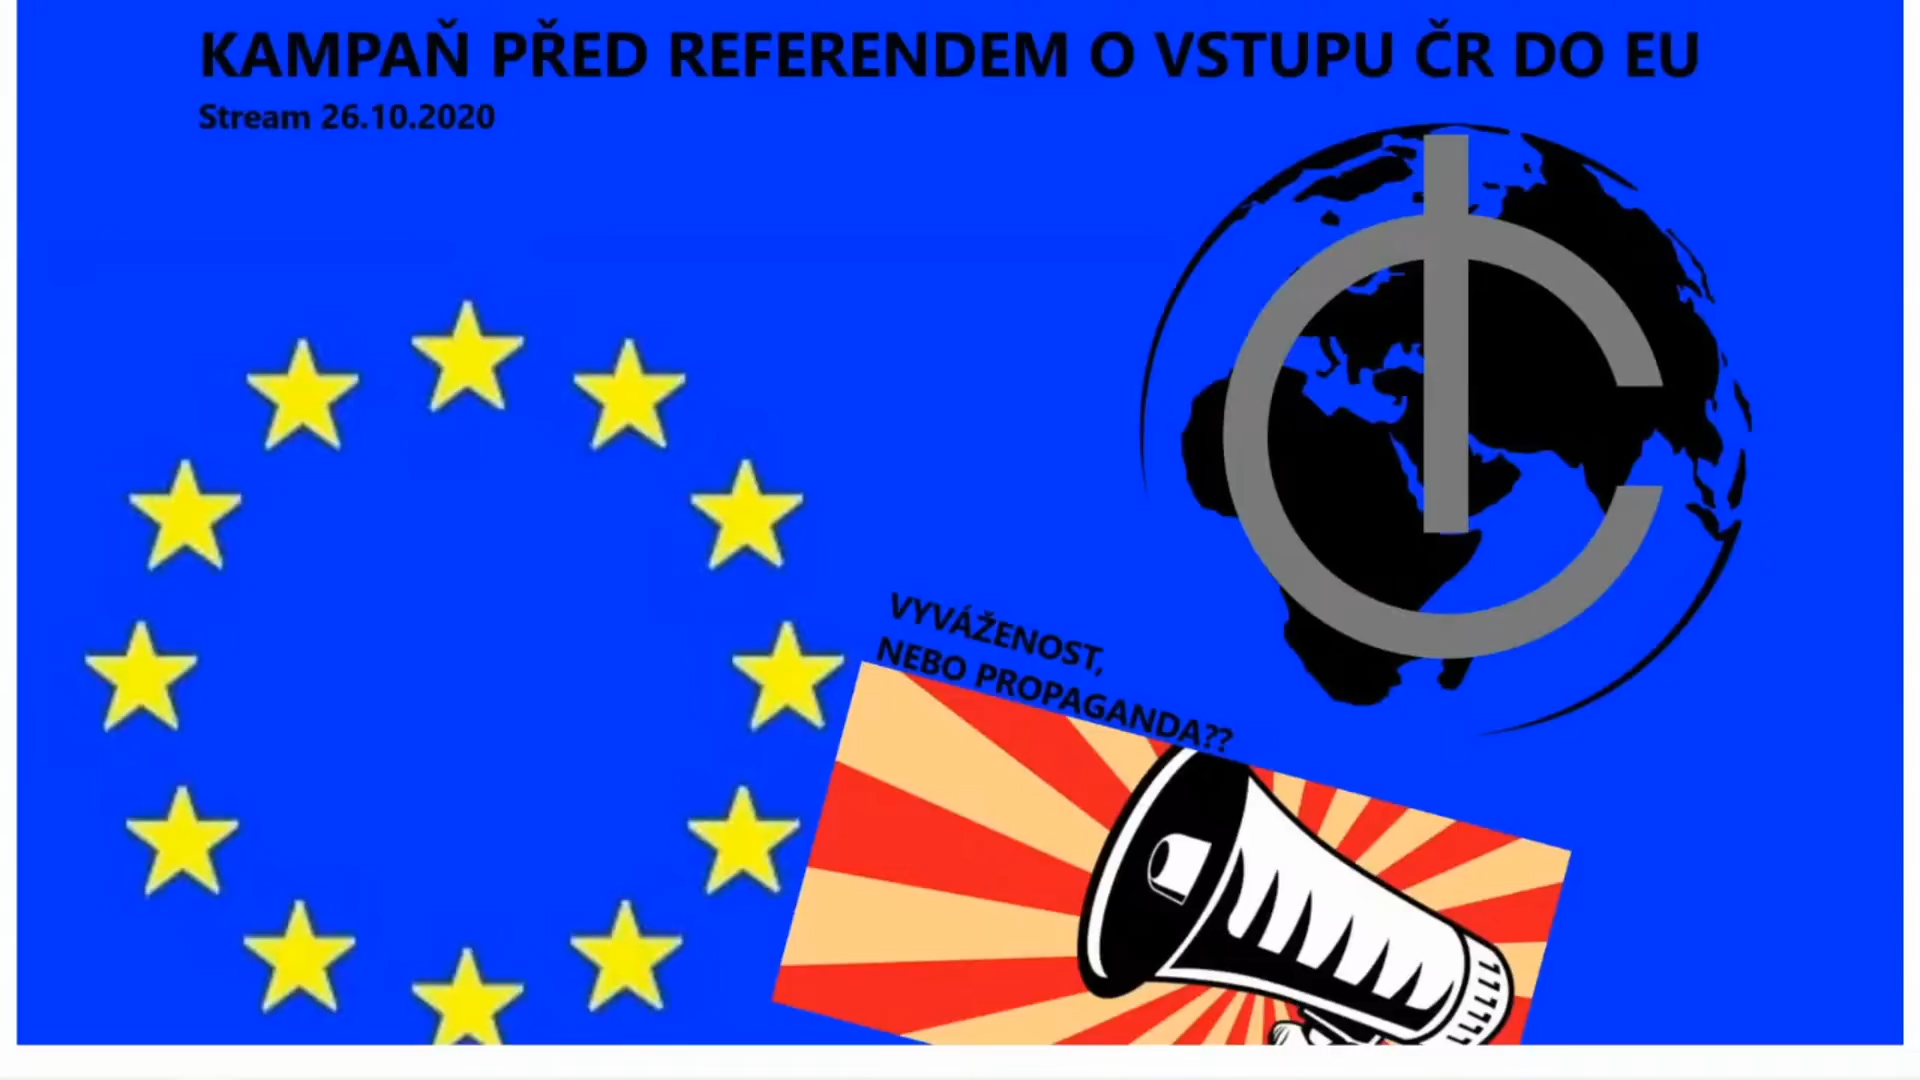 KAMPAŇ PŘED REFERENDEM O VSTUPU ČR DO EU
Stream 26.10.2020
VYVÁŽENOST,
NEBO PROPAGANDA??